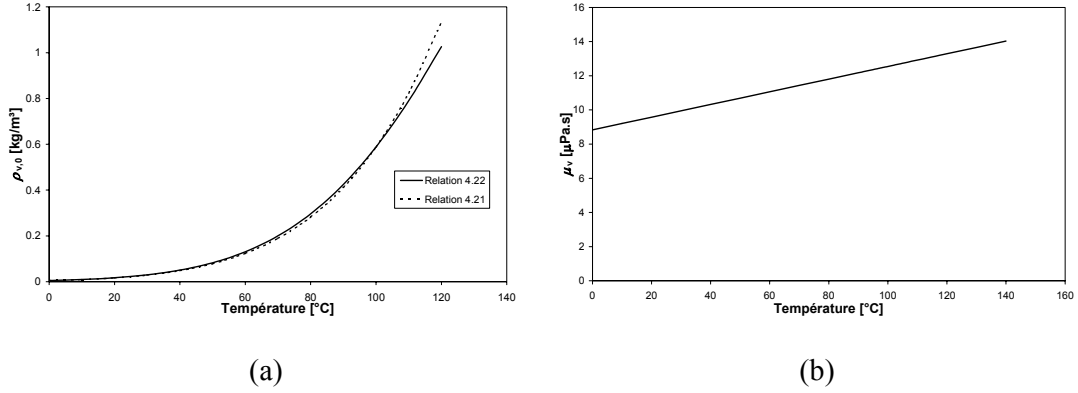 1.2
1
0.8
0.6
0.4
0.2
0
ρv,0 [kg/m³]
Relation 4.22
Relation 4.21
0 20 40 60 80 100 120 140
Température [°C]
(a)
16
14
12
10
8
6
4
2
0
μv [μPa.s]
0 20 40 60 80 100 120 140 160
Température [°C]
(b)